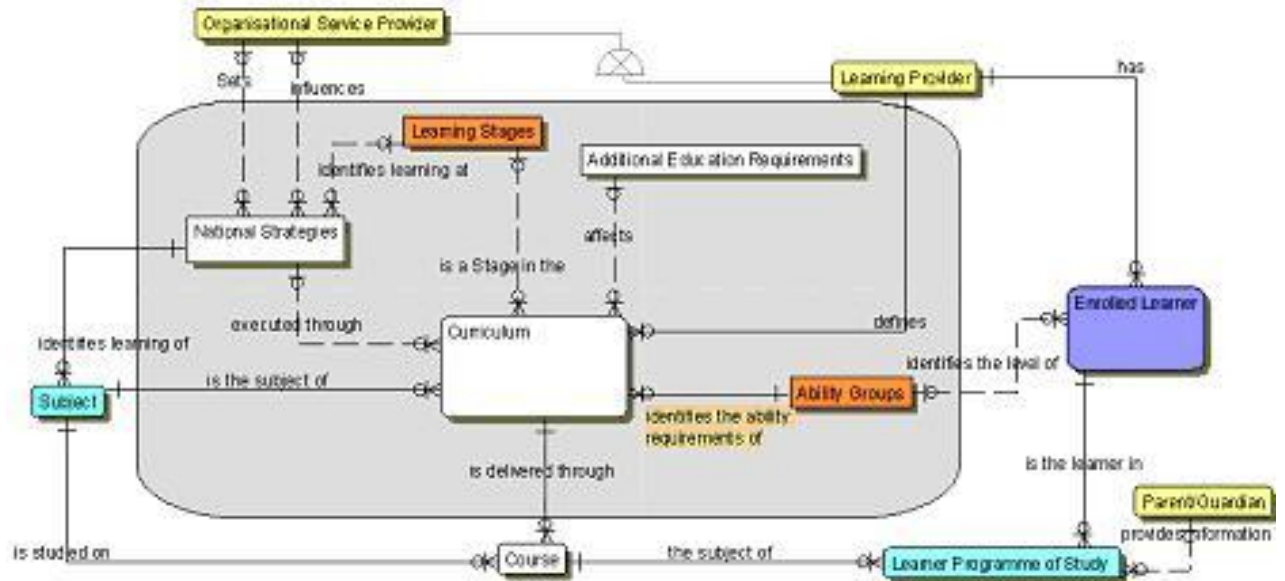 Organisational Service Provider
has
Learning Provider
Sets
influences
Learning Stages
identifies learning at
Additional Education Requirements
National Strategies
affects
is a Stage in the
Enrolled Learner
executed through
Curriculum
defines
identifies learning of
identifies the level of
is the subject of
Subject
Ability Groups
identifies the ability
requirements of
is delivered through
is the learner in
Parent/Guardian
provides information
is studied on
Course
the subject of
Learner Programme of Study